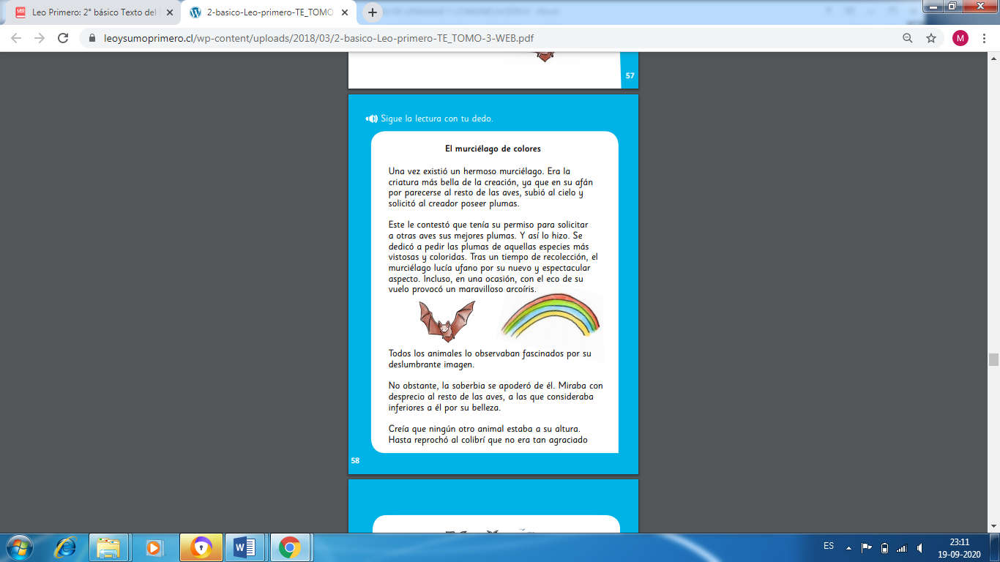 Leo Primero: 2° básico Texto del
2-basico-Leo-primero-TE_TOMO
leoysumoprimero.cl/wp-content/uploads/2018/03/2-basico-Leo-primero-TE_TOMO-3-WEB.pdf
M
57
Sigue la lectura con tu dedo.
El murciélago de colores
Una vez existió un hermoso murciélago. Era la
criatura más bella de la creación, ya que en su afán
por parecerse al resto de las aves, subió al cielo y
solicitó al creador poseer plumas.
Este le contestó que tenía su permiso para solicitar
a otras aves sus mejores plumas. Y así lo hizo. Se
dedicó a pedir las plumas de aquellas especies más
vistosas y coloridas. Tras un tiempo de recolección, el
murciélago lucía ufano por su nuevo y espectacular
aspecto. Incluso, en una ocasión, con el eco de su
vuelo provocó un maravilloso arcoíris.
Todos los animales lo observaban fascinados por su
deslumbrante imagen.
No obstante, la soberbia se apoderó de él. Miraba con
desprecio al resto de las aves, a las que consideraba
inferiores a él por su belleza.
Creía que ningún otro animal estaba a su altura.
Hasta reprochó al colibrí que no era tan agraciado
58
ES
23:11
19-09-2020